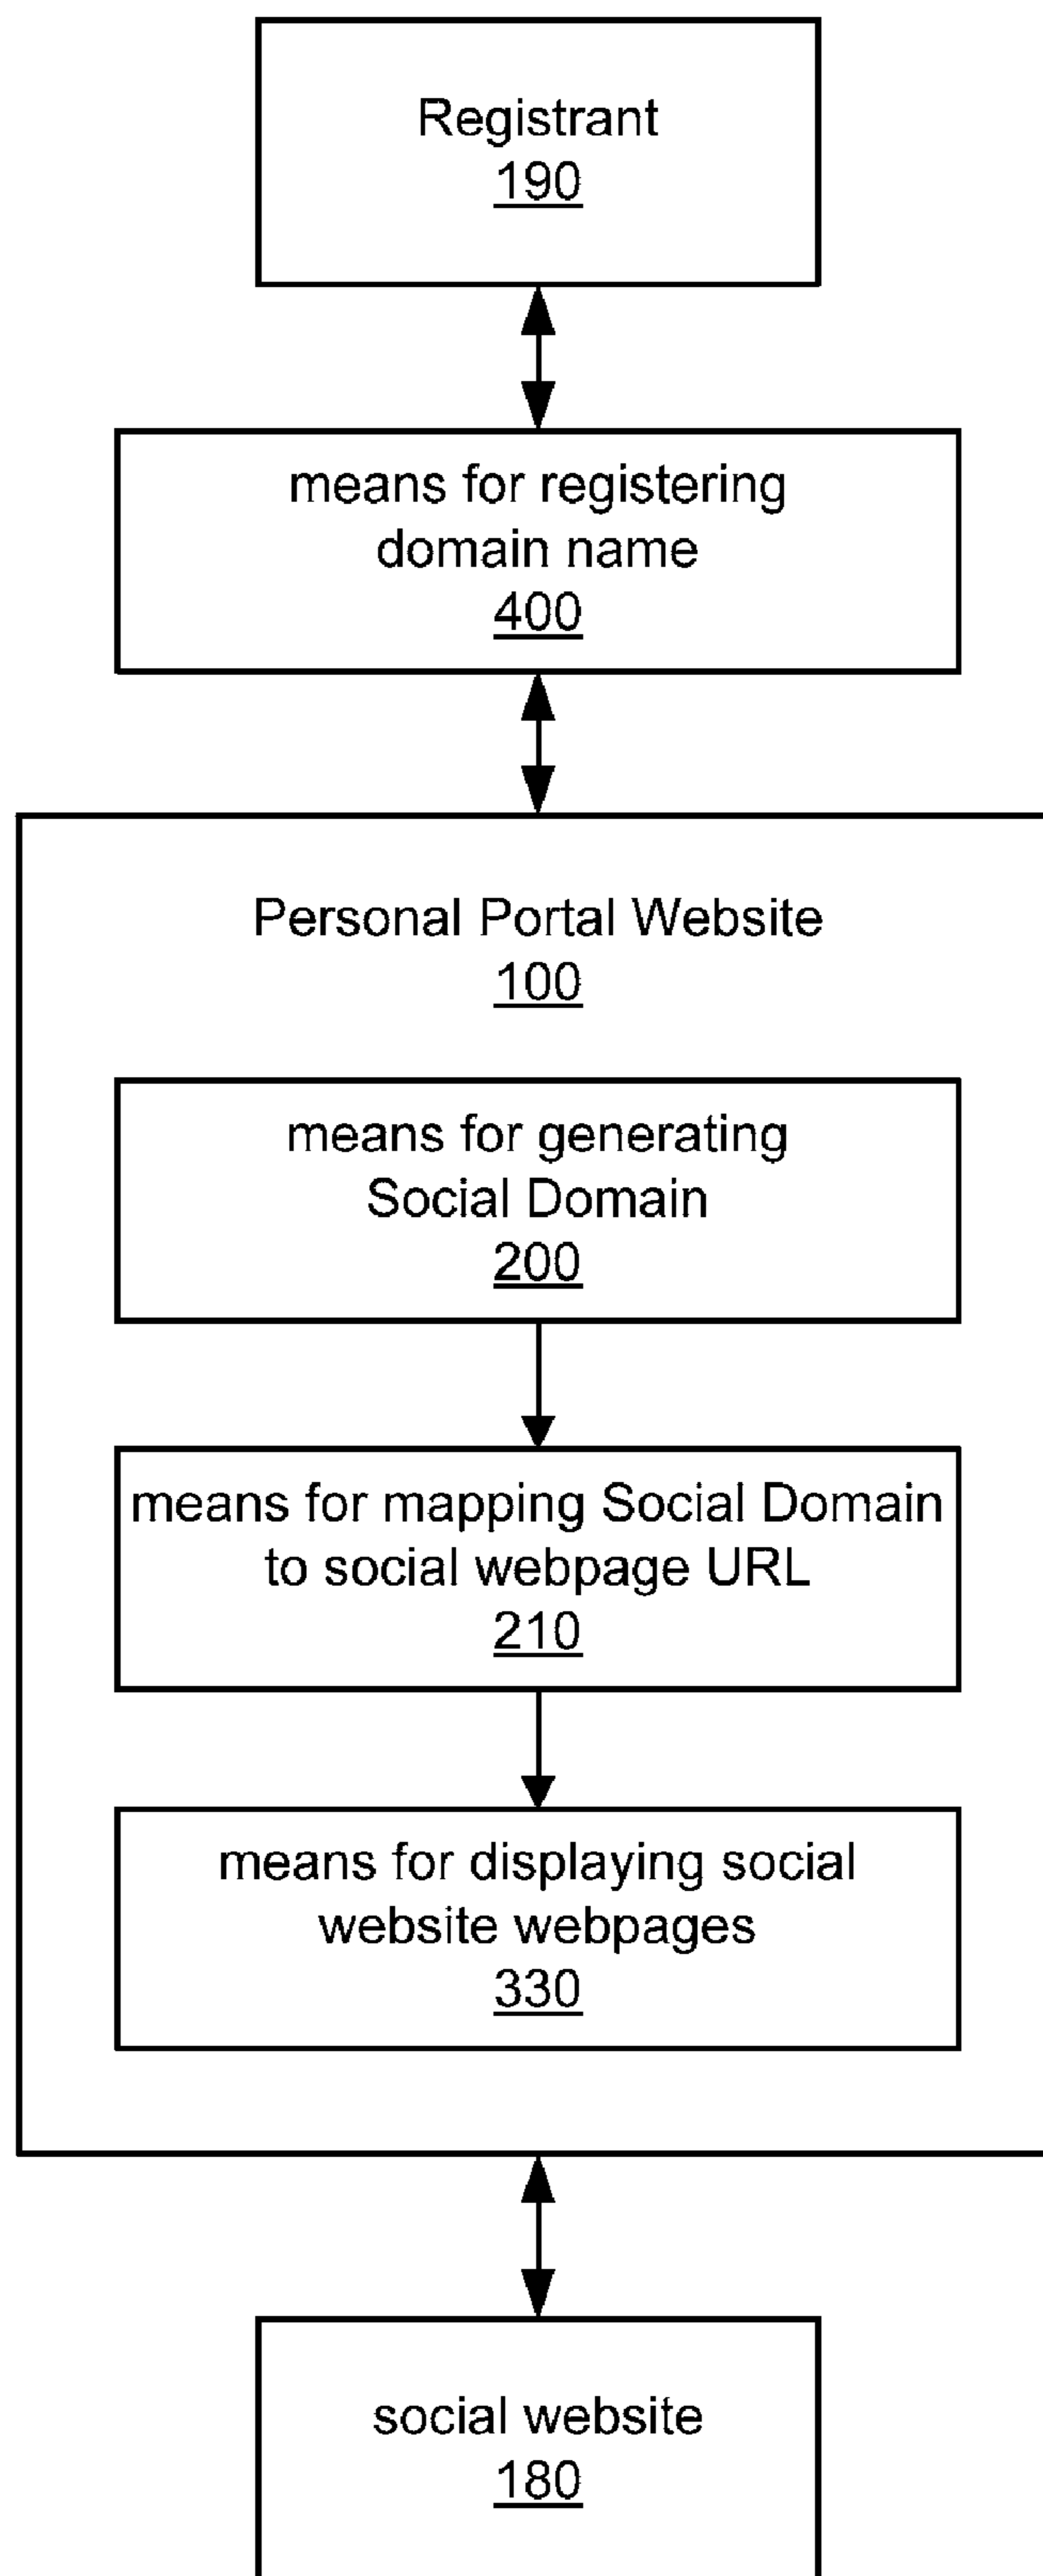 Registrant
190
means for registering
domain name
400
Personal Portal Website
100
means for generating
Social Domain
200
means for mapping Social Domain
to social webpage URL
210
means for displaying social
website webpages
330
social website
180